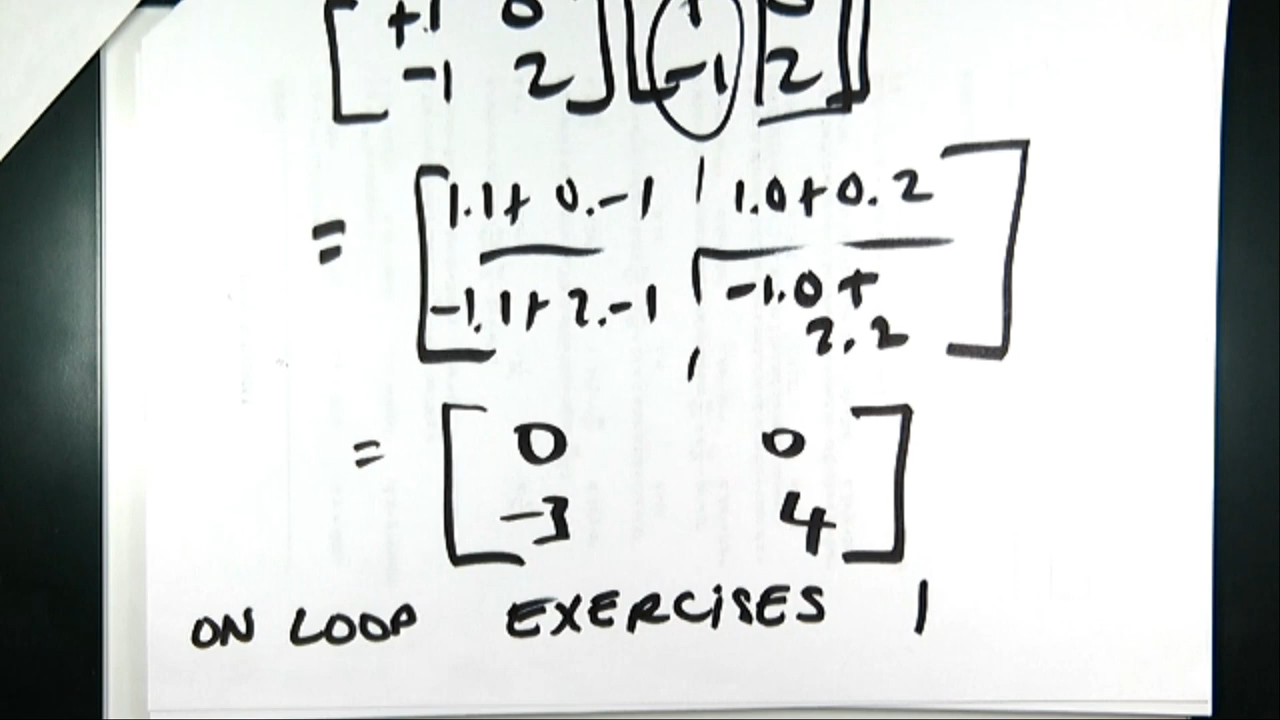 +1 0 1 0
-1 2 -1 2
= 1.1+ 0.-1 1.0+0.2
-1.1+2.-1 -1.0+
2.2
= 0 0
-3 4
ON LOOP EXERCISES 1